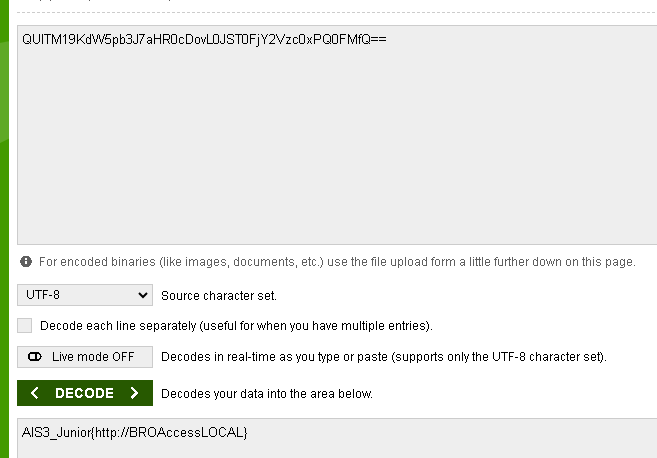 QUlTM19KdW5pb3J7aHR0cDovL0JST0FjY2Vzc0xPQ0FMfQ==
For encoded binaries (like images, documents, etc.) use the file upload form a little further down on this page.
UTF-8 Source character set.
Decode each line separately (useful for when you have multiple entries).
Live mode OFF Decodes in real-time as you type or paste (supports only the UTF-8 character set).
< DECODE > Decodes your data into the area below.
AIS3_Junior{http://BROAccessLOCAL}